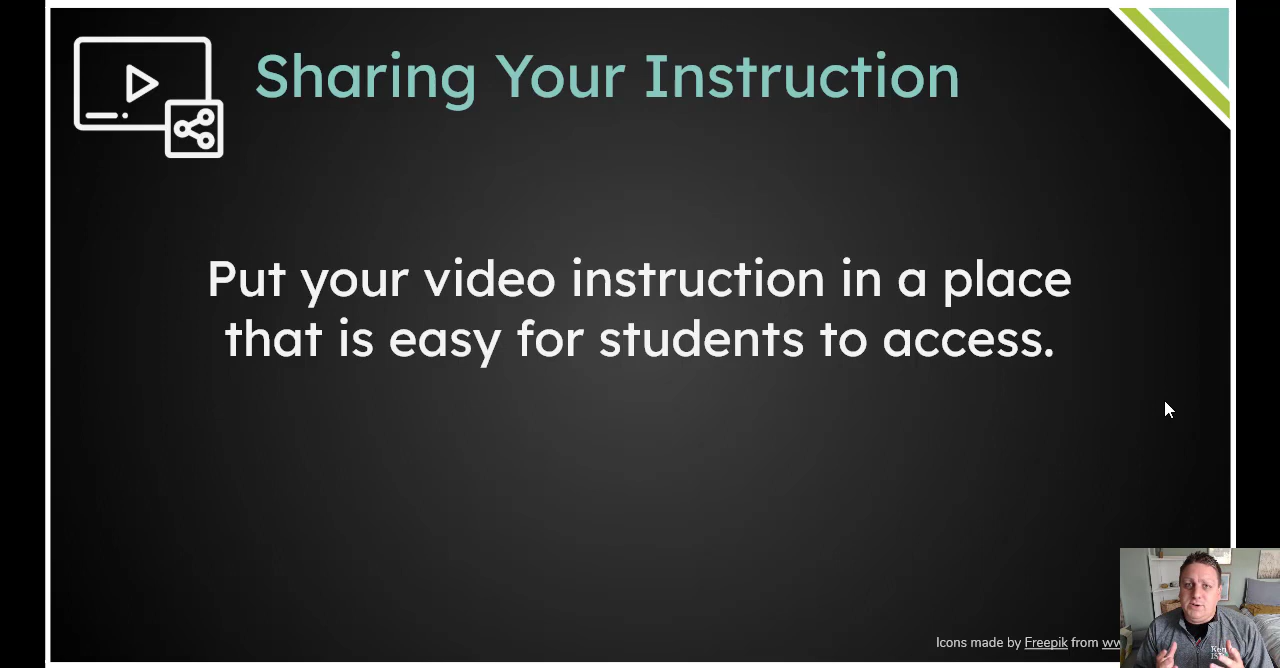 Sharing Your Instruction
Put your video instruction in a place
that is easy for students to access.
Icons made by Freepik from